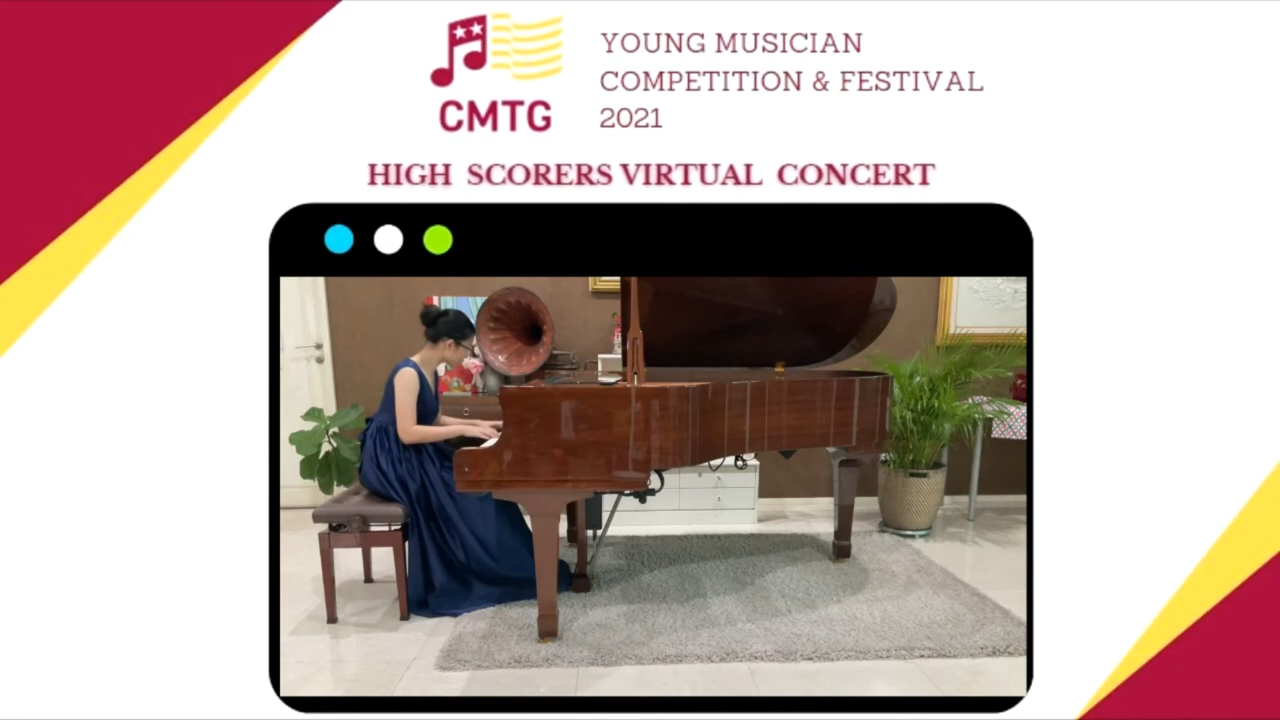 CMTG
YOUNG MUSICIAN
COMPETITION & FESTIVAL
2021
HIGH SCORERS VIRTUAL CONCERT